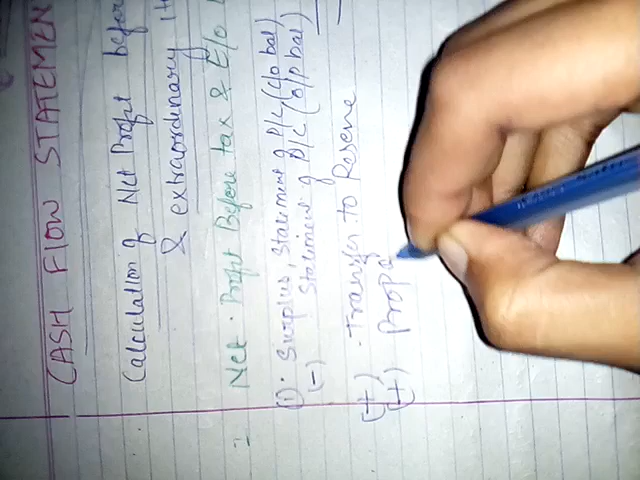 CASH FLOW STATEMEN
Calculation of Net Profit before
& extraordinary It
= Net. Profit Before tax & E/o
(i). Surplus, Statement of P/L (c/o bal)
(-) Statement of P/L (o/p bal)
(+) . Transfer to Reserve
(+) Propo